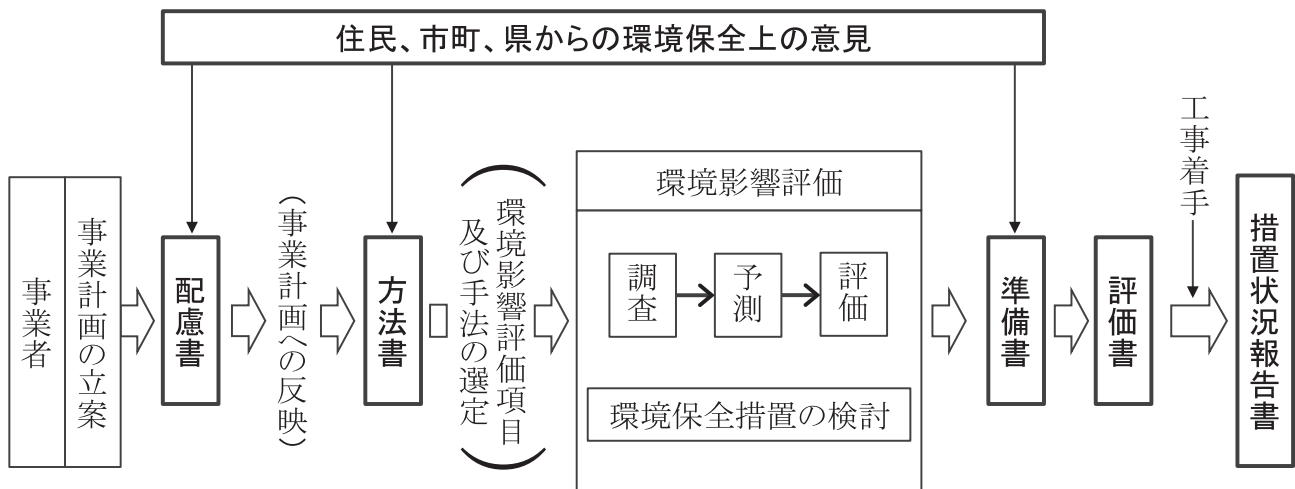 住民、市町、県からの環境保全上の意見
事業者
事業計画の立案
配慮書
(事業計画への反映)
方法書
(環境影響評価項目
及び手法の選定)
環境影響評価
調査
予測
評価
環境保全措置の検討
準備書
評価書
工事着手
措置状況報告書